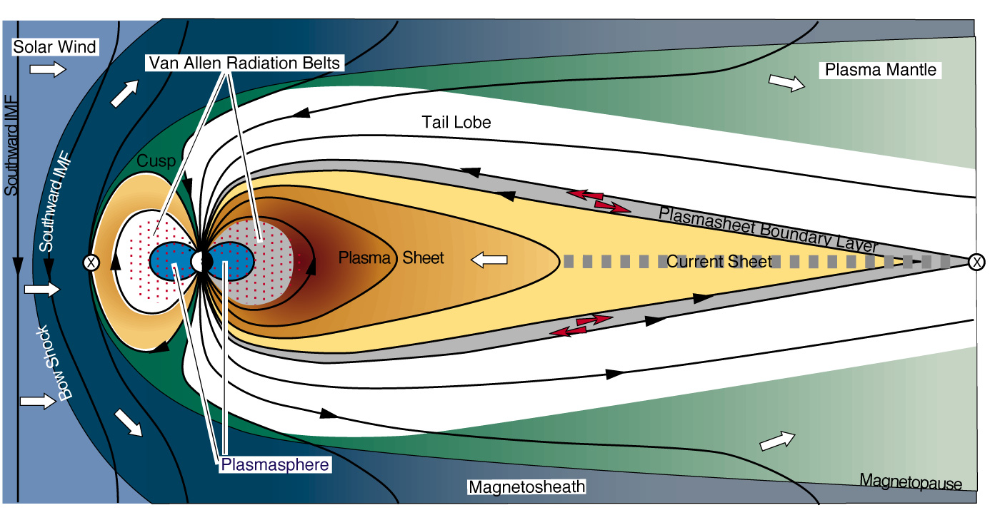 Solar Wind
Van Allen Radiation Belts
Plasma Mantle
Southward IMF
Tail Lobe
Cusp
Southward IMF
Plasmasheet Boundary Layer
X
Plasma Sheet
Current Sheet
X
Bow Shock
Plasmasphere
Magnetosheath
Magnetopause